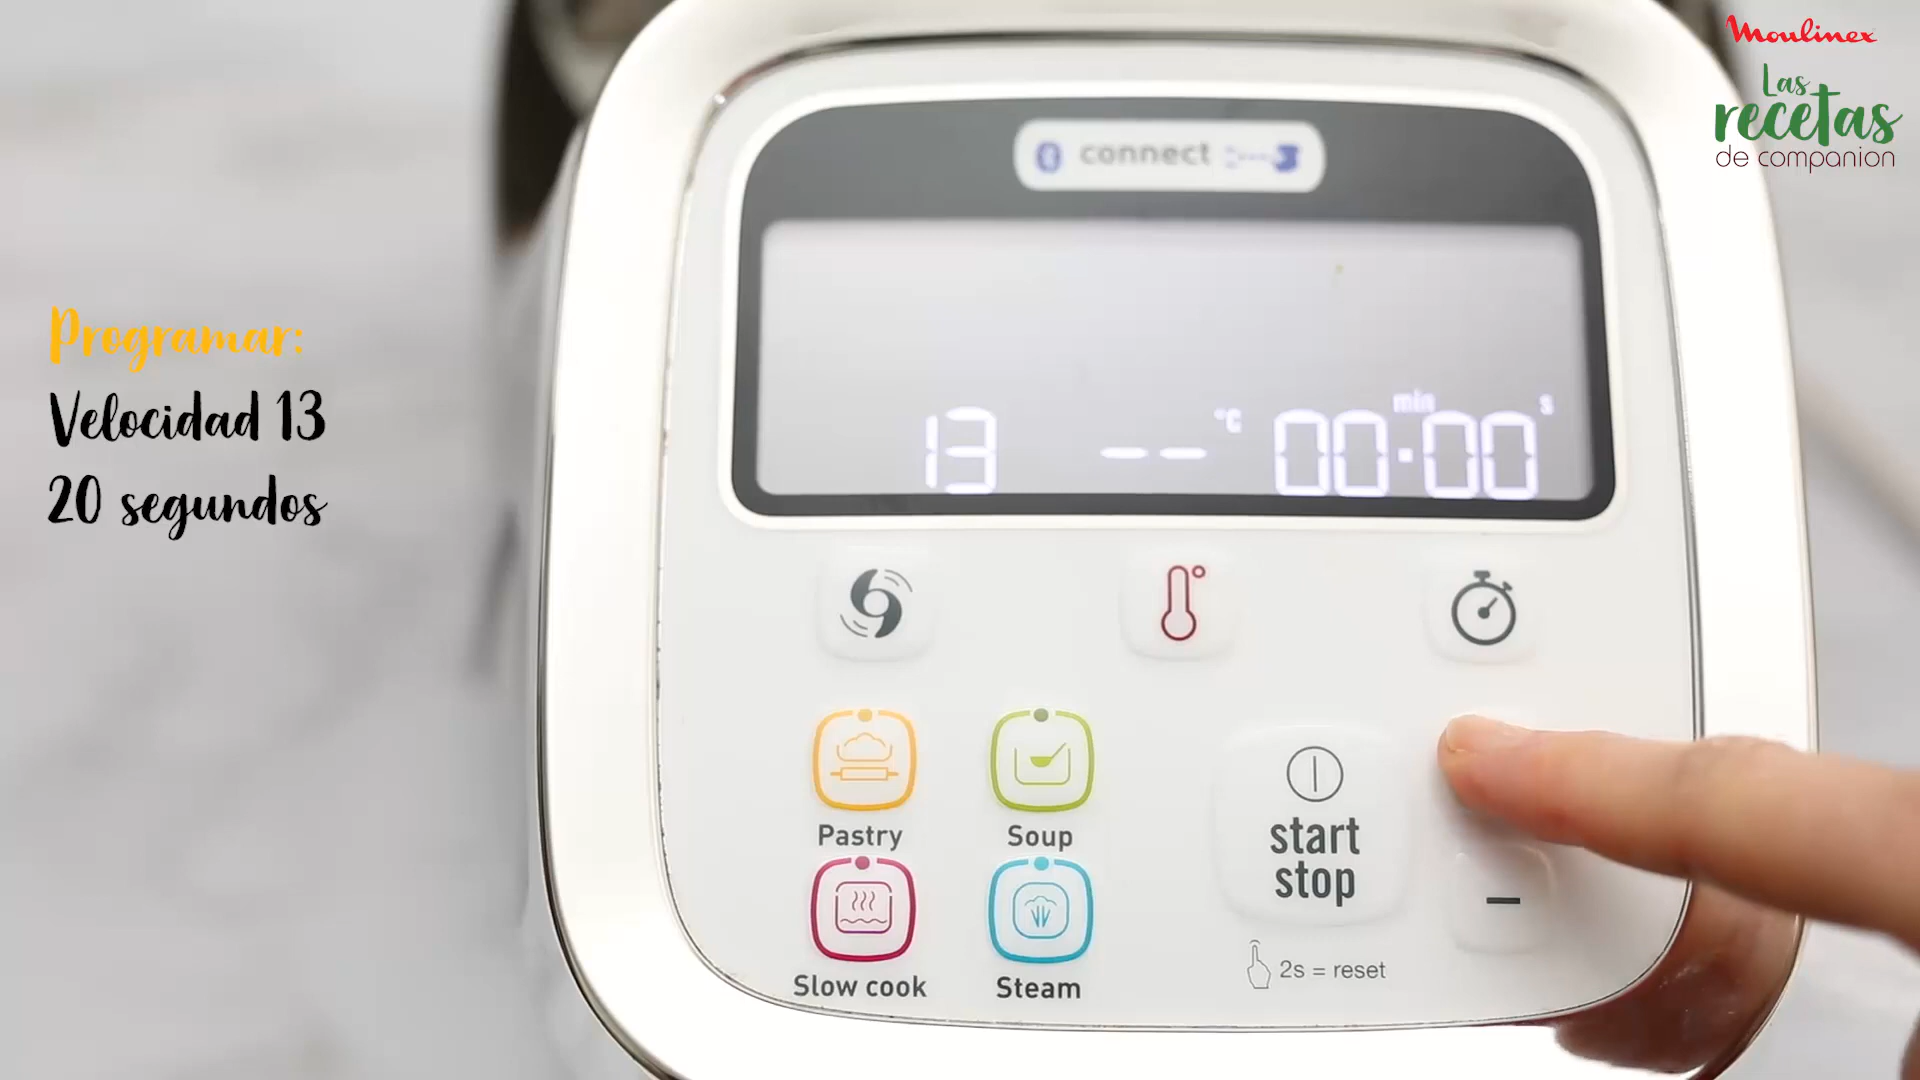 Moulinex
Las
recetas
de companion
connect
Programar:
Velocidad 13
20 segundos
13 -- °C 00:00 min s
Pastry
Soup
start
stop
Slow cook
Steam
2s = reset